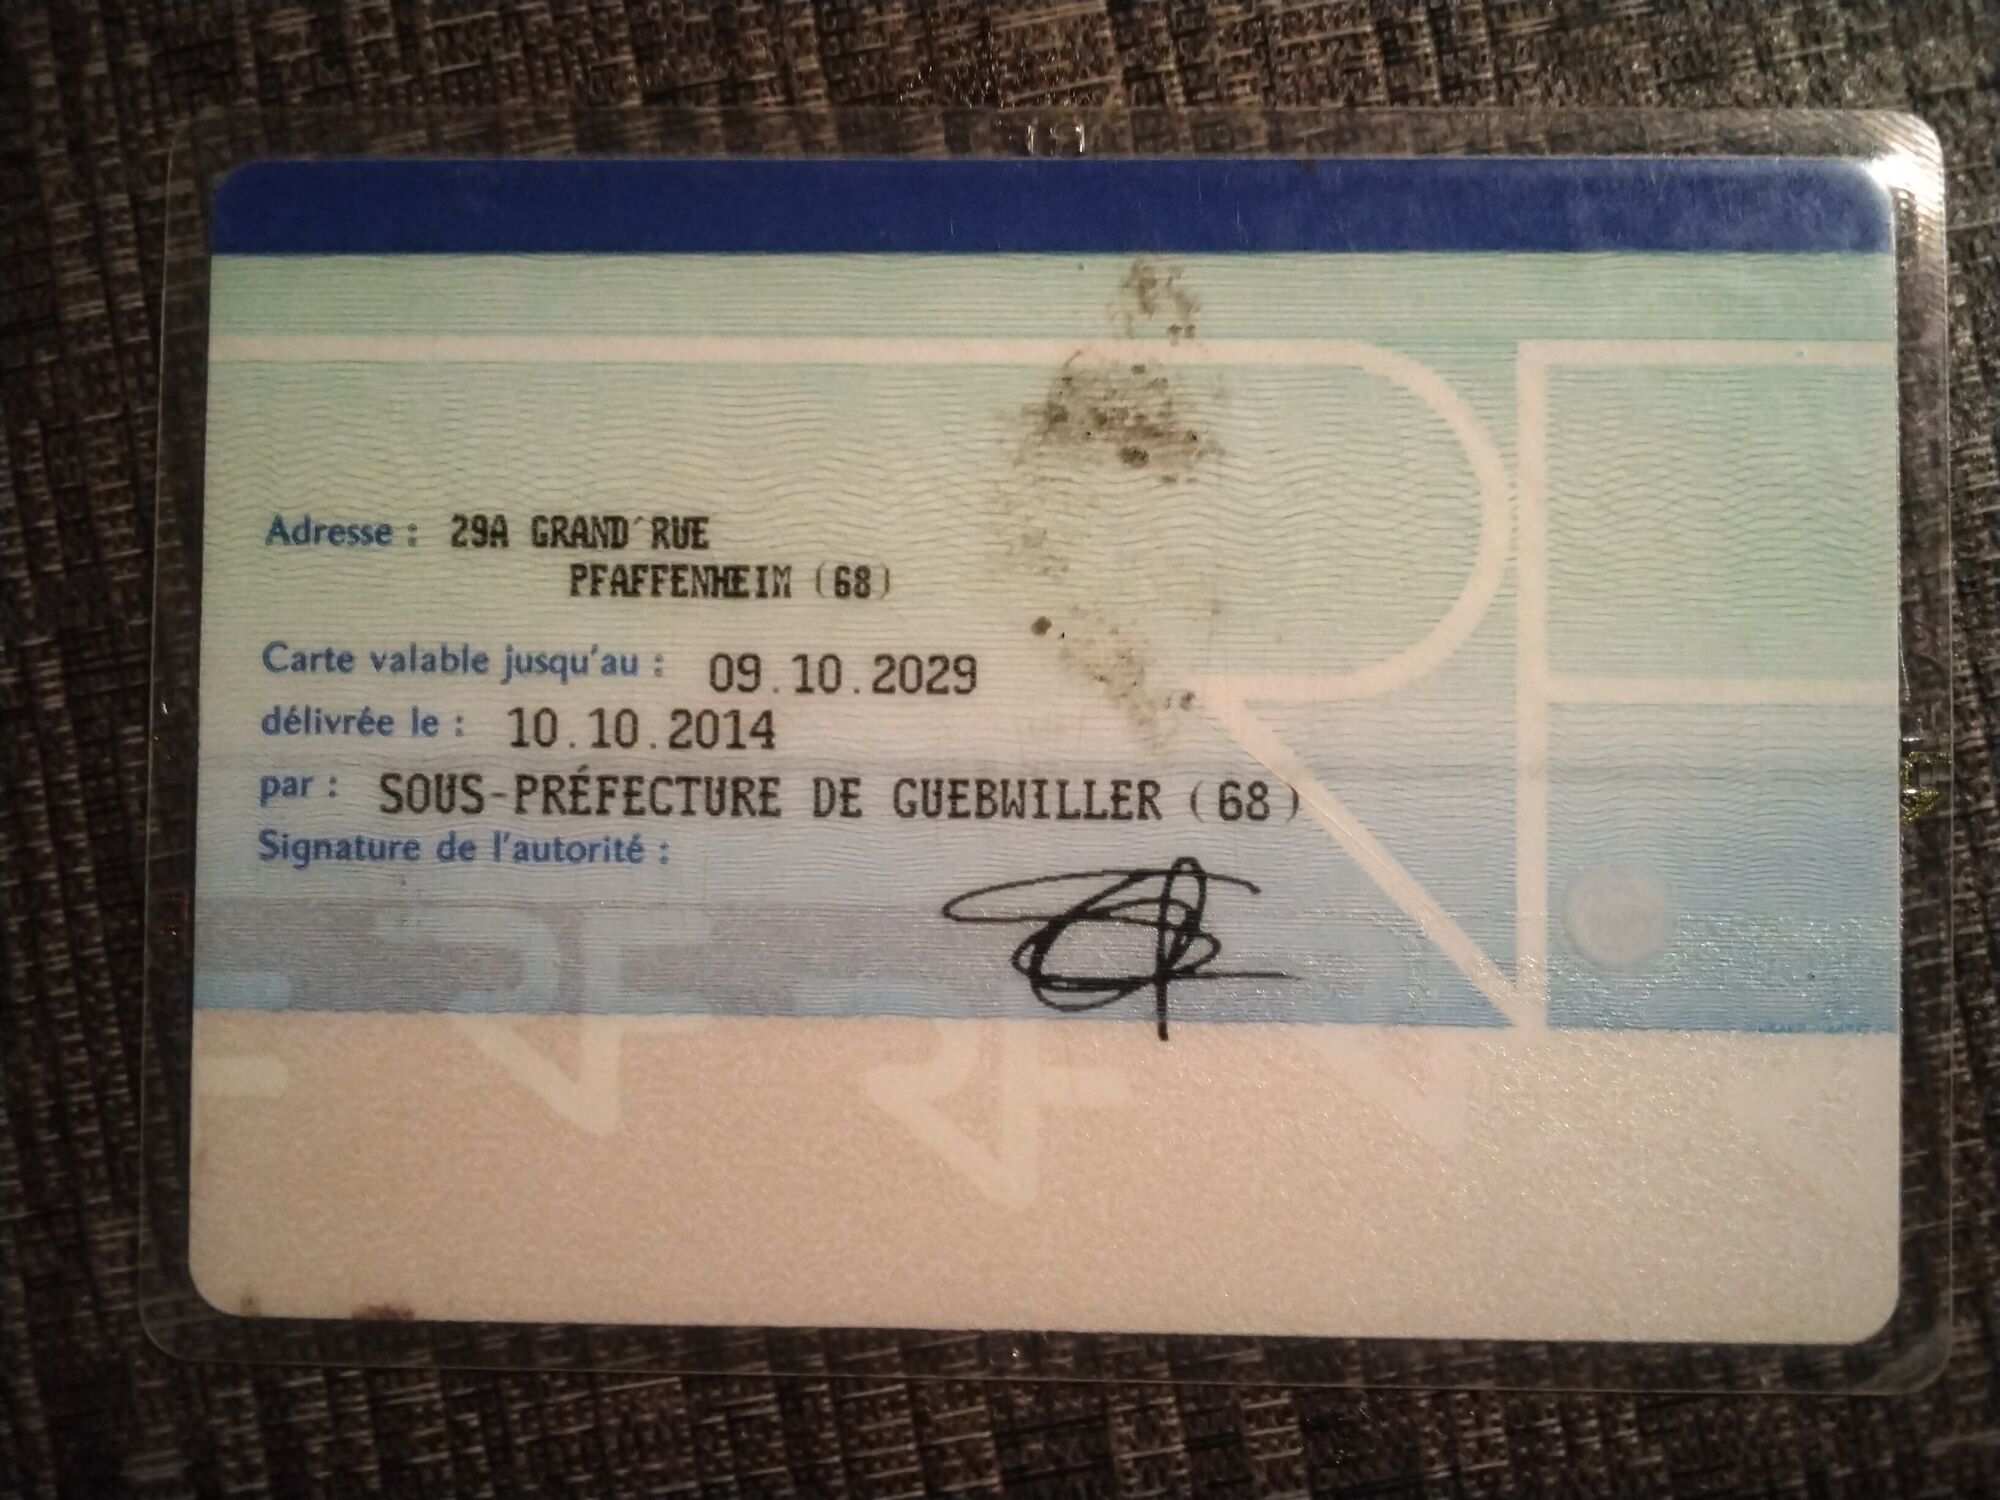 Adresse : 29A GRAND'RUE
PFAFFENHEIM (68)
Carte valable jusqu'au : 09.10.2029
délivrée le : 10.10.2014
par : SOUS-PRÉFECTURE DE GUEBWILLER (68)
Signature de l'autorité :
RF